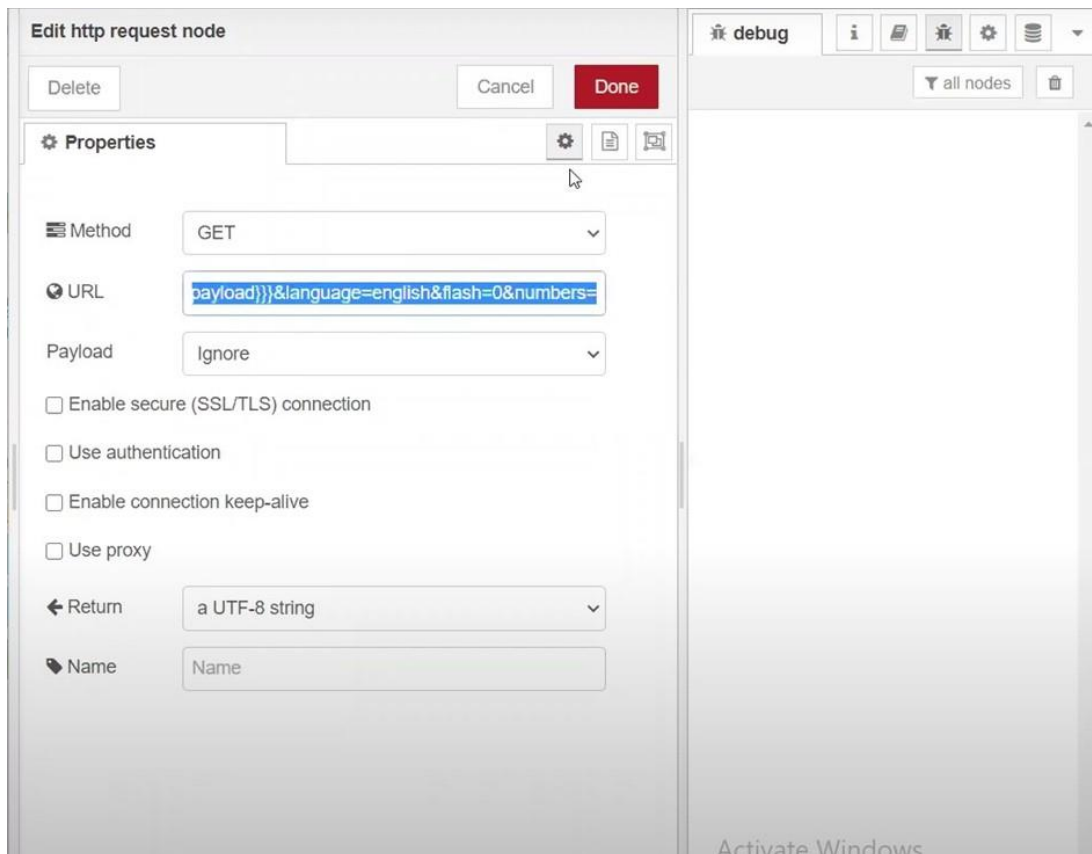 Edit http request node
debug
Delete
Cancel
Done
all nodes
Properties
Method
GET
URL
payload}}}&language=english&flash=0&numbers=
Payload
Ignore
Enable secure (SSL/TLS) connection
Use authentication
Enable connection keep-alive
Use proxy
Return
a UTF-8 string
Name
Name
Activate Windows